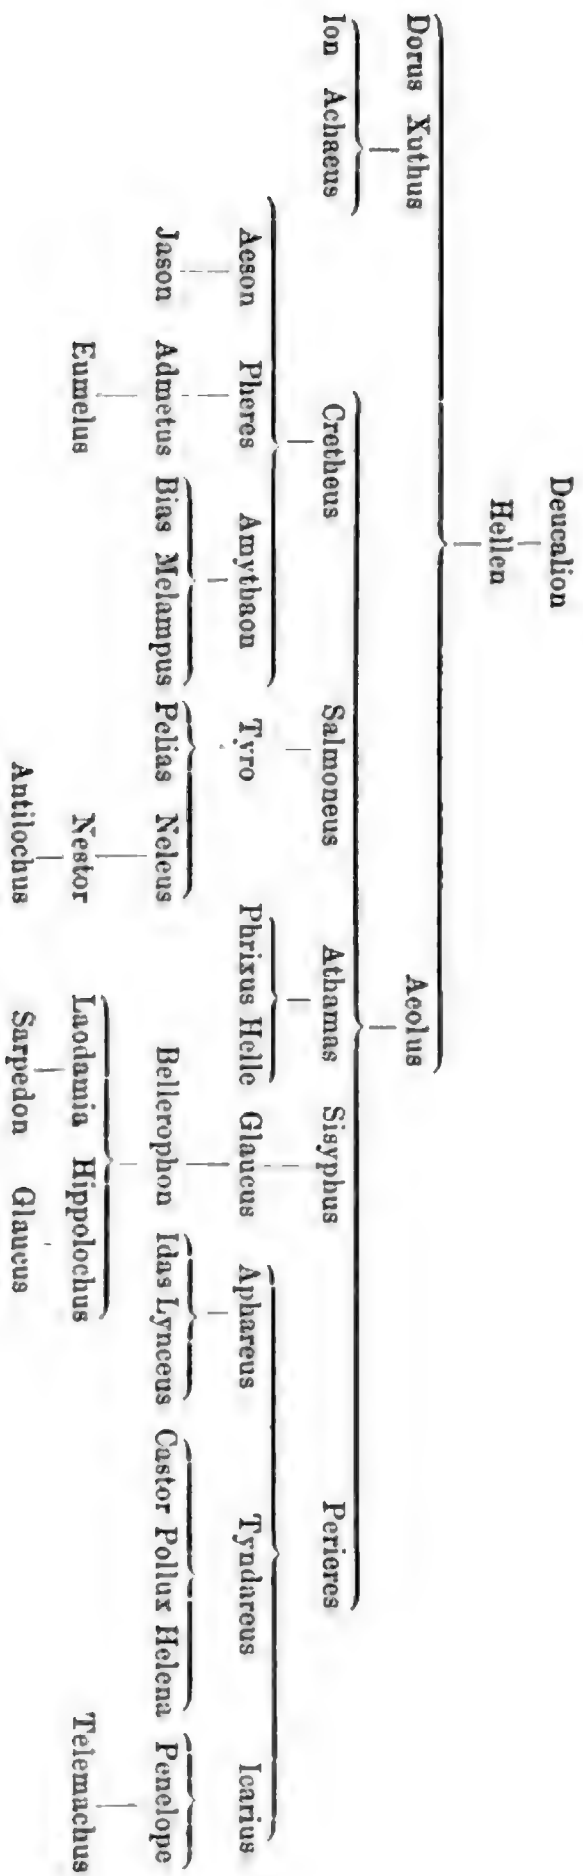 Deucalion
Hellen
Dorus Xuthus Aeolus
Ion Achaeus Cretheus Salmoneus Athamas Sisyphus Perieres
Aeson Pheres Amythaon Tyro Phrixus Helle Glaucus Aphareus Tyndareus Icarius
Jason Admetus Bias Melampus Pelias Neleus Bellerophon Idas Lynceus Castor Pollux Helena Penelope
Eumelus Nestor Laodamia Hippolochus Telemachus
Antilochus Sarpedon Glaucus